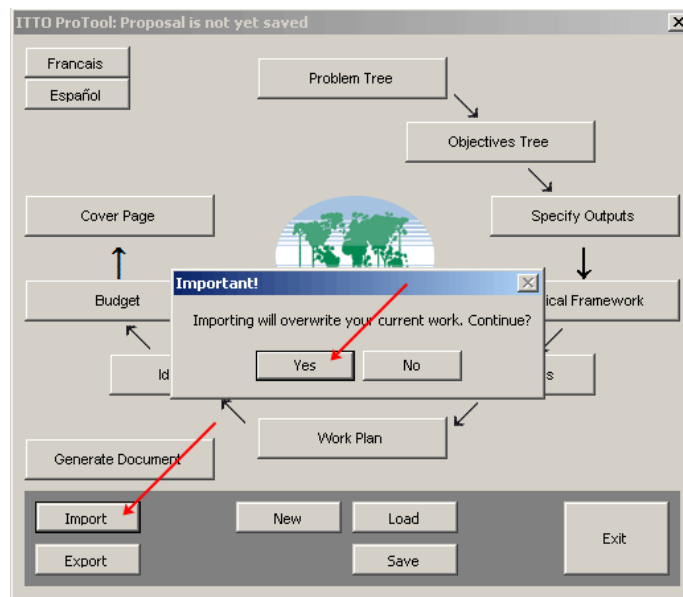 ITTO ProTool: Proposal is not yet saved
Francais
Español
Problem Tree
Objectives Tree
Cover Page
Specify Outputs
Important!
Importing will overwrite your current work. Continue?
Yes
No
Budget
ical Framework
Id
s
Work Plan
Generate Document
Import
New
Load
Exit
Export
Save